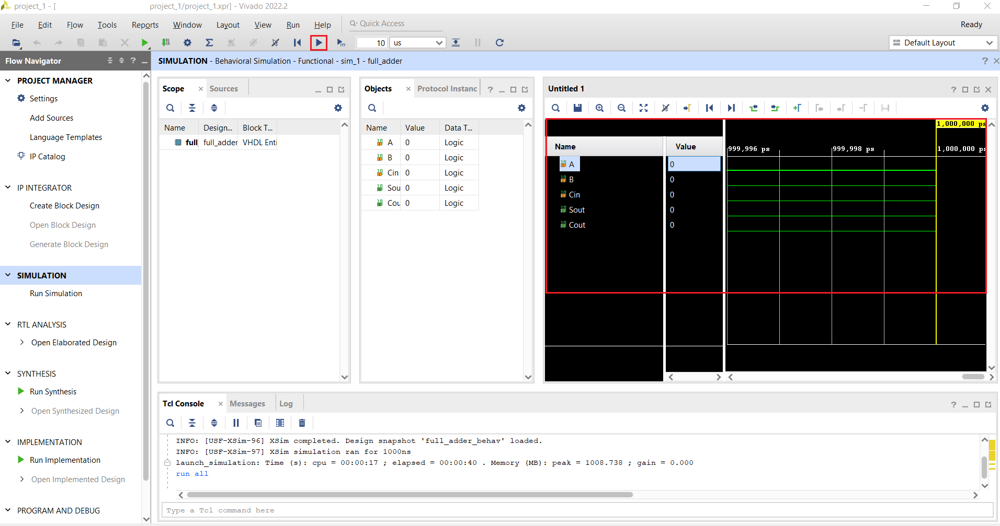 project_1 - [ project_1/project_1.xpr] - Vivado 2022.2
File Edit Flow Tools Reports Window Layout View Run Help
Quick Access
Ready
10 us
Default Layout
Flow Navigator
SIMULATION - Behavioral Simulation - Functional - sim_1 - full_adder
PROJECT MANAGER
Settings
Add Sources
Language Templates
IP Catalog
IP INTEGRATOR
Create Block Design
Open Block Design
Generate Block Design
SIMULATION
Run Simulation
RTL ANALYSIS
Open Elaborated Design
SYNTHESIS
Run Synthesis
Open Synthesized Design
IMPLEMENTATION
Run Implementation
Open Implemented Design
PROGRAM AND DEBUG
Scope Sources
Name Design... Block T...
full full_adder VHDL Enti
Objects Protocol Instanc
Name Value Data T...
A 0 Logic
B 0 Logic
Cin 0 Logic
Sou 0 Logic
Cou 0 Logic
Untitled 1
1,000,000 ps
Name Value
999,996 ps 999,998 ps 1,000,000 ps
A 0
B 0
Cin 0
Sout 0
Cout 0
Tcl Console Messages Log
INFO: [USF-XSim-96] XSim completed. Design snapshot 'full_adder_behav' loaded.
INFO: [USF-XSim-97] XSim simulation ran for 1000ns
launch_simulation: Time (s): cpu = 00:00:17 ; elapsed = 00:00:40 . Memory (MB): peak = 1008.738 ; gain = 0.000
run all
Type a Tcl command here